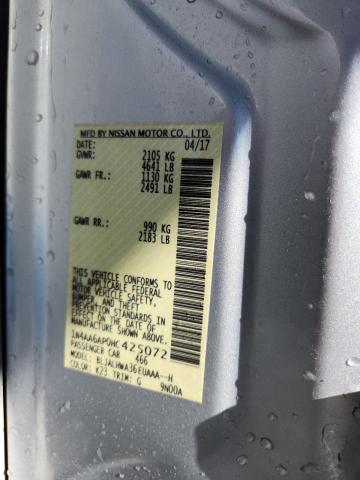 MFD BY NISSAN MOTOR CO., LTD.
DATE: 04/17
GVWR: 2105 KG
4641 LB
GAWR FR: 1130 KG
2491 LB
GAWR RR.: 990 KG
2183 LB
THIS VEHICLE CONFORMS TO
ALL APPLICABLE FEDERAL
MOTOR VEHICLE SAFETY,
BUMPER, AND THEFT
PREVENTION STANDARDS IN
EFFECT ON THE DATE OF
MANUFACTURE SHOWN ABOVE.
1N4AA6AP0HC425072
PASSENGER CAR 466
MODEL: BLJALHWA36EUAAA--H
COLOR: K23 TRIM: G 9N00A